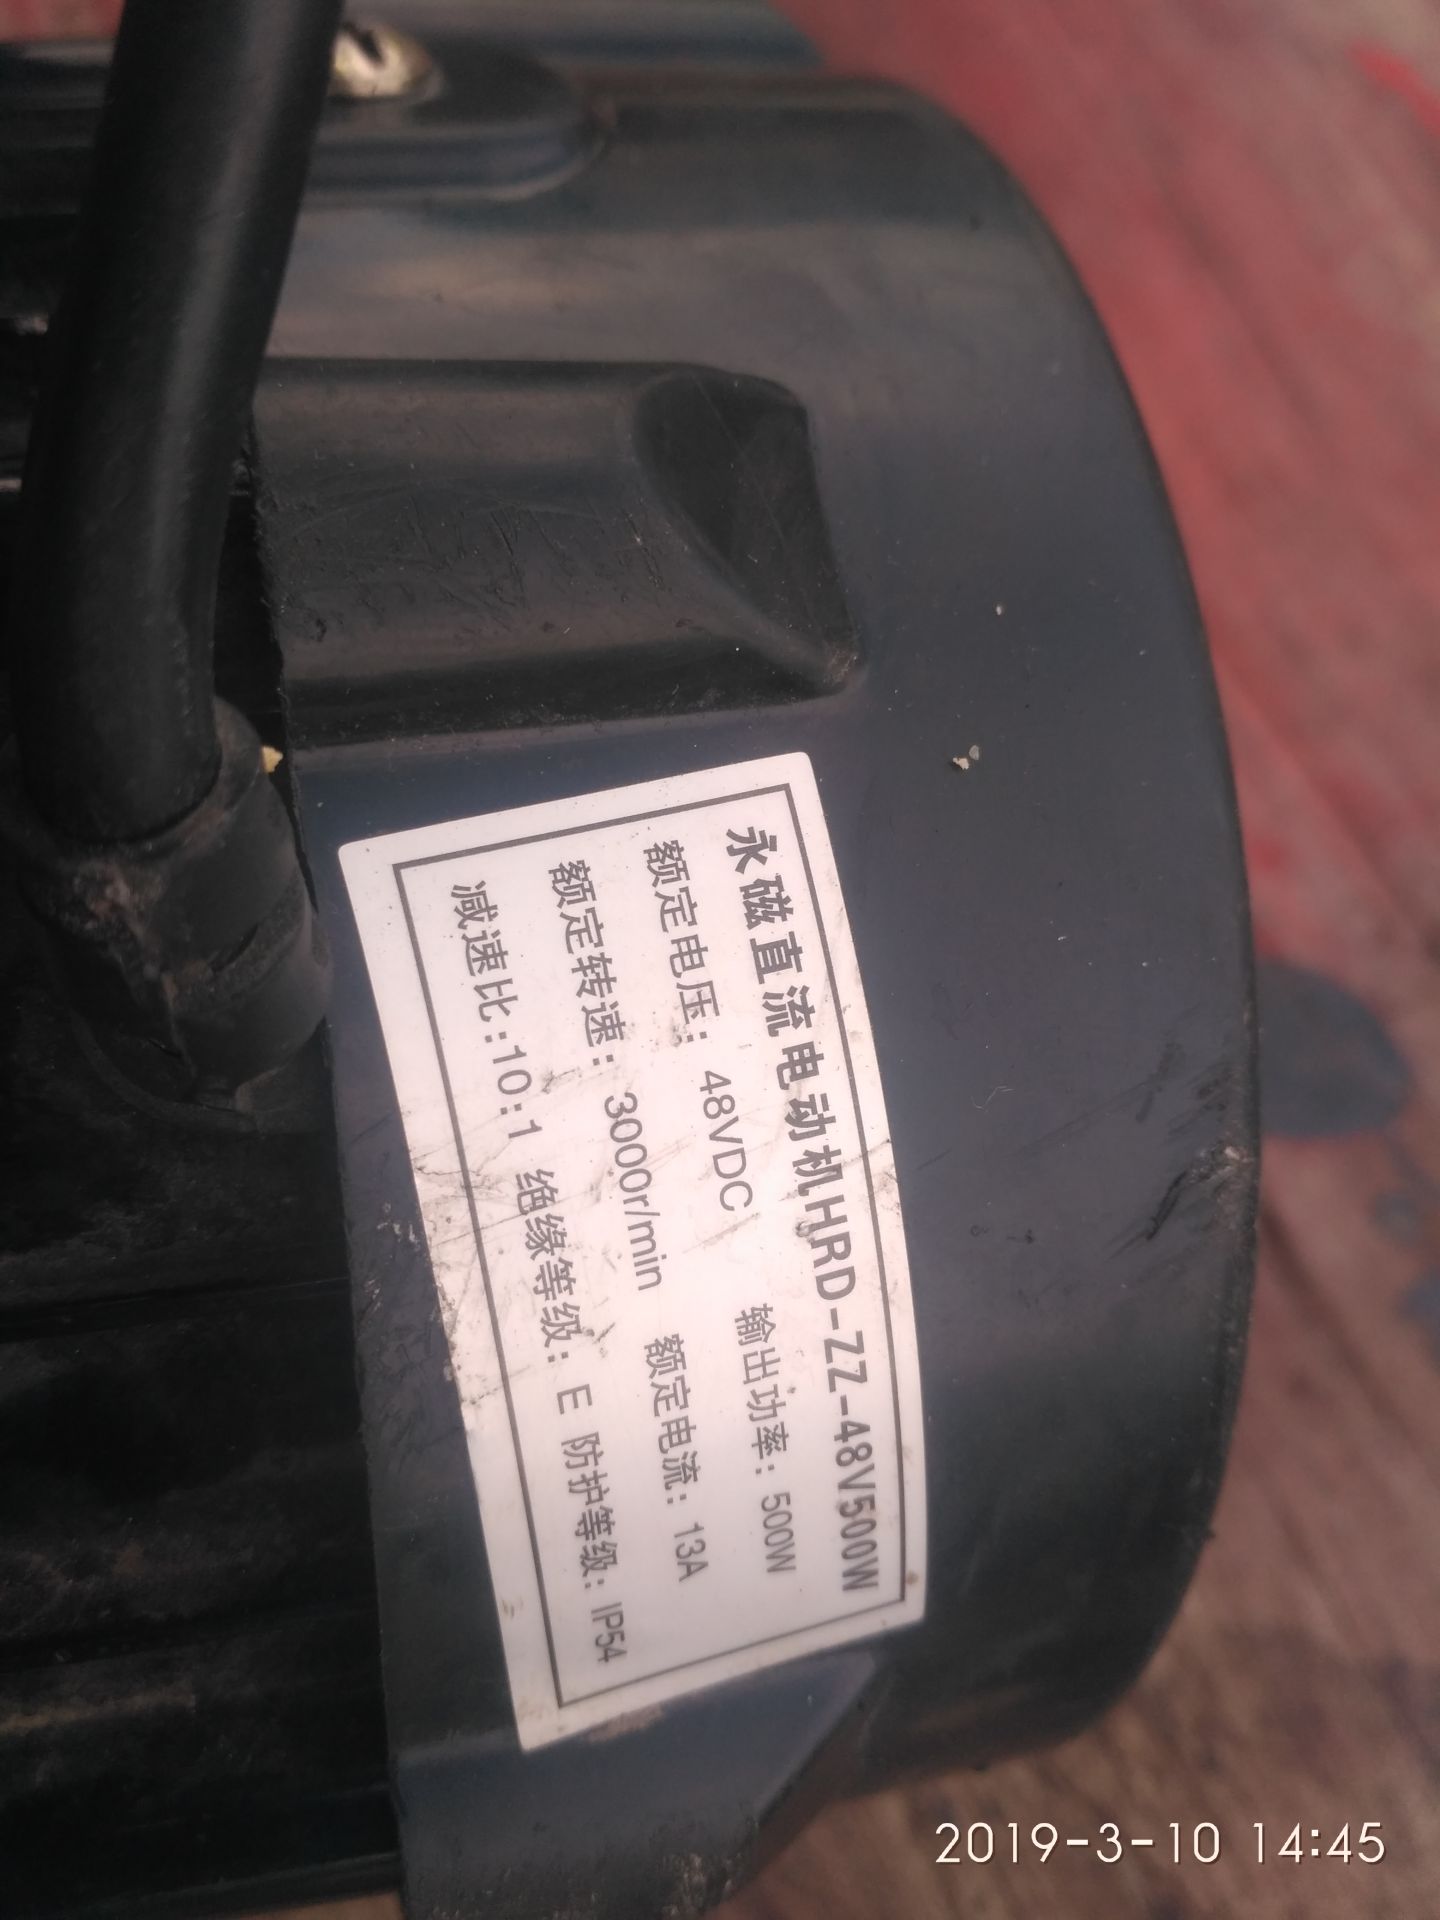 永磁直流电动机HRD-ZZ-48V500W
额定电压: 48VDC 输出功率: 500W
额定转速: 3000r/min 额定电流: 13A
减速比:10:1 绝缘等级: E 防护等级: IP54
2019-3-10 14:45